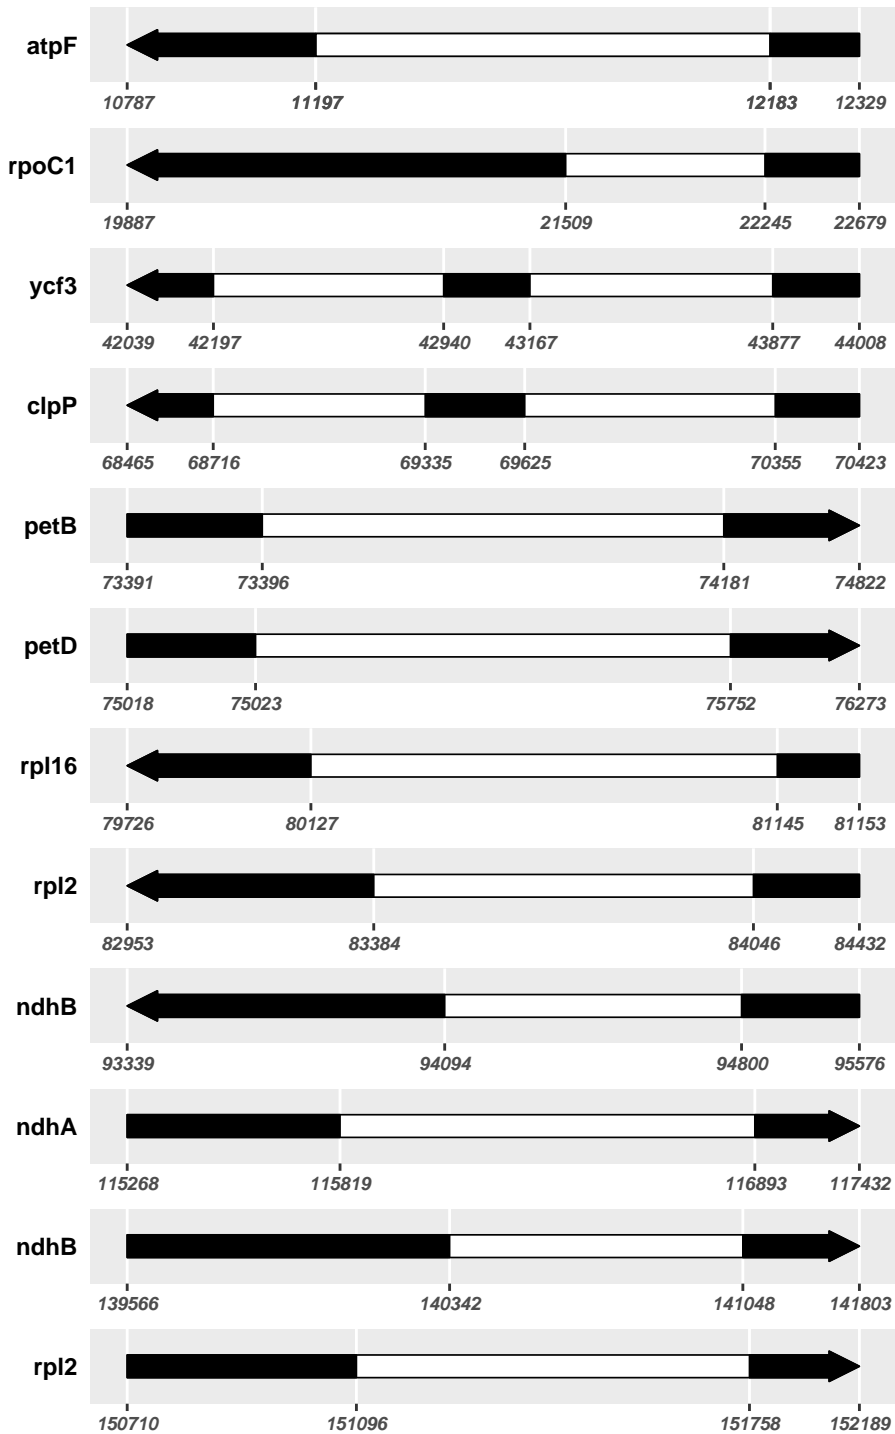 atpF
10787 11197 12183 12329
rpoC1
19887 21509 22245 22679
ycf3
42039 42197 42940 43167 43877 44008
clpP
68465 68716 69335 69625 70355 70423
petB
73391 73396 74181 74822
petD
75018 75023 75752 76273
rpl16
79726 80127 81145 81153
rpl2
82953 83384 84046 84432
ndhB
93339 94094 94800 95576
ndhA
115268 115819 116893 117432
ndhB
139566 140342 141048 141803
rpl2
150710 151096 151758 152189